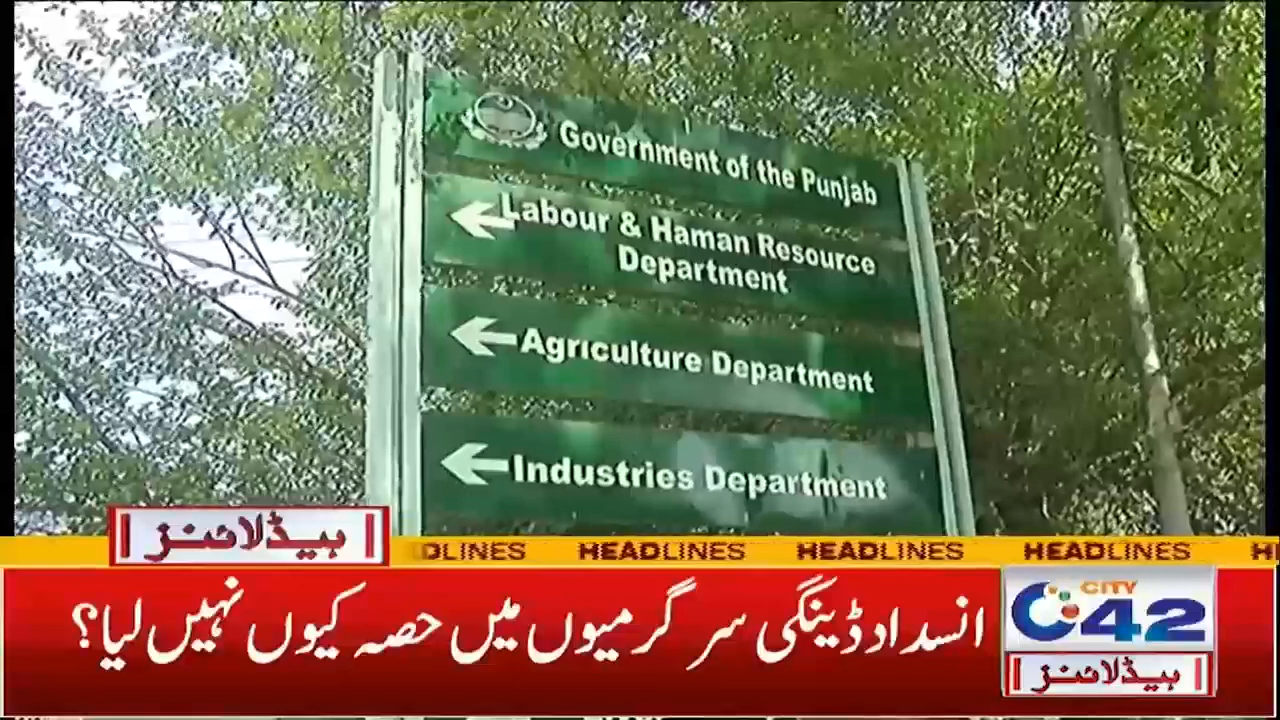 Government of the Punjab
Labour & Haman Resource
Department
Agriculture Department
Industries Department
ہیڈلائنز
DLINES HEADLINES HEADLINES HEADLINES H
انسداد ڈینگی سرگرمیوں میں حصہ کیوں نہیں لیا؟
CITY
42
ہیڈلائنز